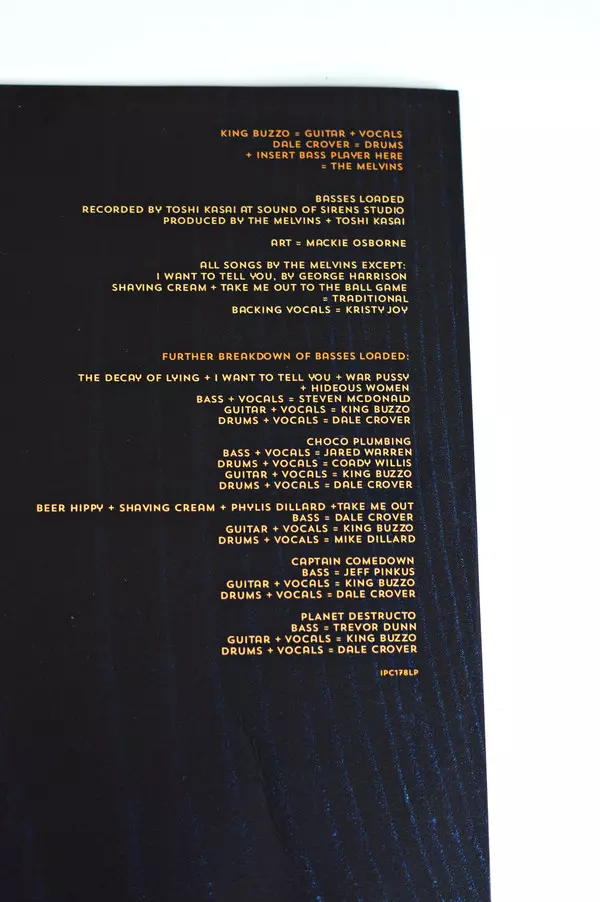 KING BUZZO = GUITAR + VOCALS
DALE CROVER = DRUMS
+ INSERT BASS PLAYER HERE
= THE MELVINS
BASSES LOADED
RECORDED BY TOSHI KASAI AT SOUND OF SIRENS STUDIO
PRODUCED BY THE MELVINS + TOSHI KASAI
ART = MACKIE OSBORNE
ALL SONGS BY THE MELVINS EXCEPT:
I WANT TO TELL YOU, BY GEORGE HARRISON
SHAVING CREAM + TAKE ME OUT TO THE BALL GAME
= TRADITIONAL
BACKING VOCALS = KRISTY JOY
FURTHER BREAKDOWN OF BASSES LOADED:
THE DECAY OF LYING + I WANT TO TELL YOU + WAR PUSSY
+ HIDEOUS WOMEN
BASS + VOCALS = STEVEN MCDONALD
GUITAR + VOCALS = KING BUZZO
DRUMS + VOCALS = DALE CROVER
CHOCO PLUMBING
BASS + VOCALS = JARED WARREN
DRUMS + VOCALS = COADY WILLIS
GUITAR + VOCALS = KING BUZZO
DRUMS + VOCALS = DALE CROVER
BEER HIPPY + SHAVING CREAM + PHYLIS DILLARD +TAKE ME OUT
BASS = DALE CROVER
GUITAR + VOCALS = KING BUZZO
DRUMS + VOCALS = MIKE DILLARD
CAPTAIN COMEDOWN
BASS = JEFF PINKUS
GUITAR + VOCALS = KING BUZZO
DRUMS + VOCALS = DALE CROVER
PLANET DESTRUCTO
BASS = TREVOR DUNN
GUITAR + VOCALS = KING BUZZO
DRUMS + VOCALS = DALE CROVER
IPC178LP